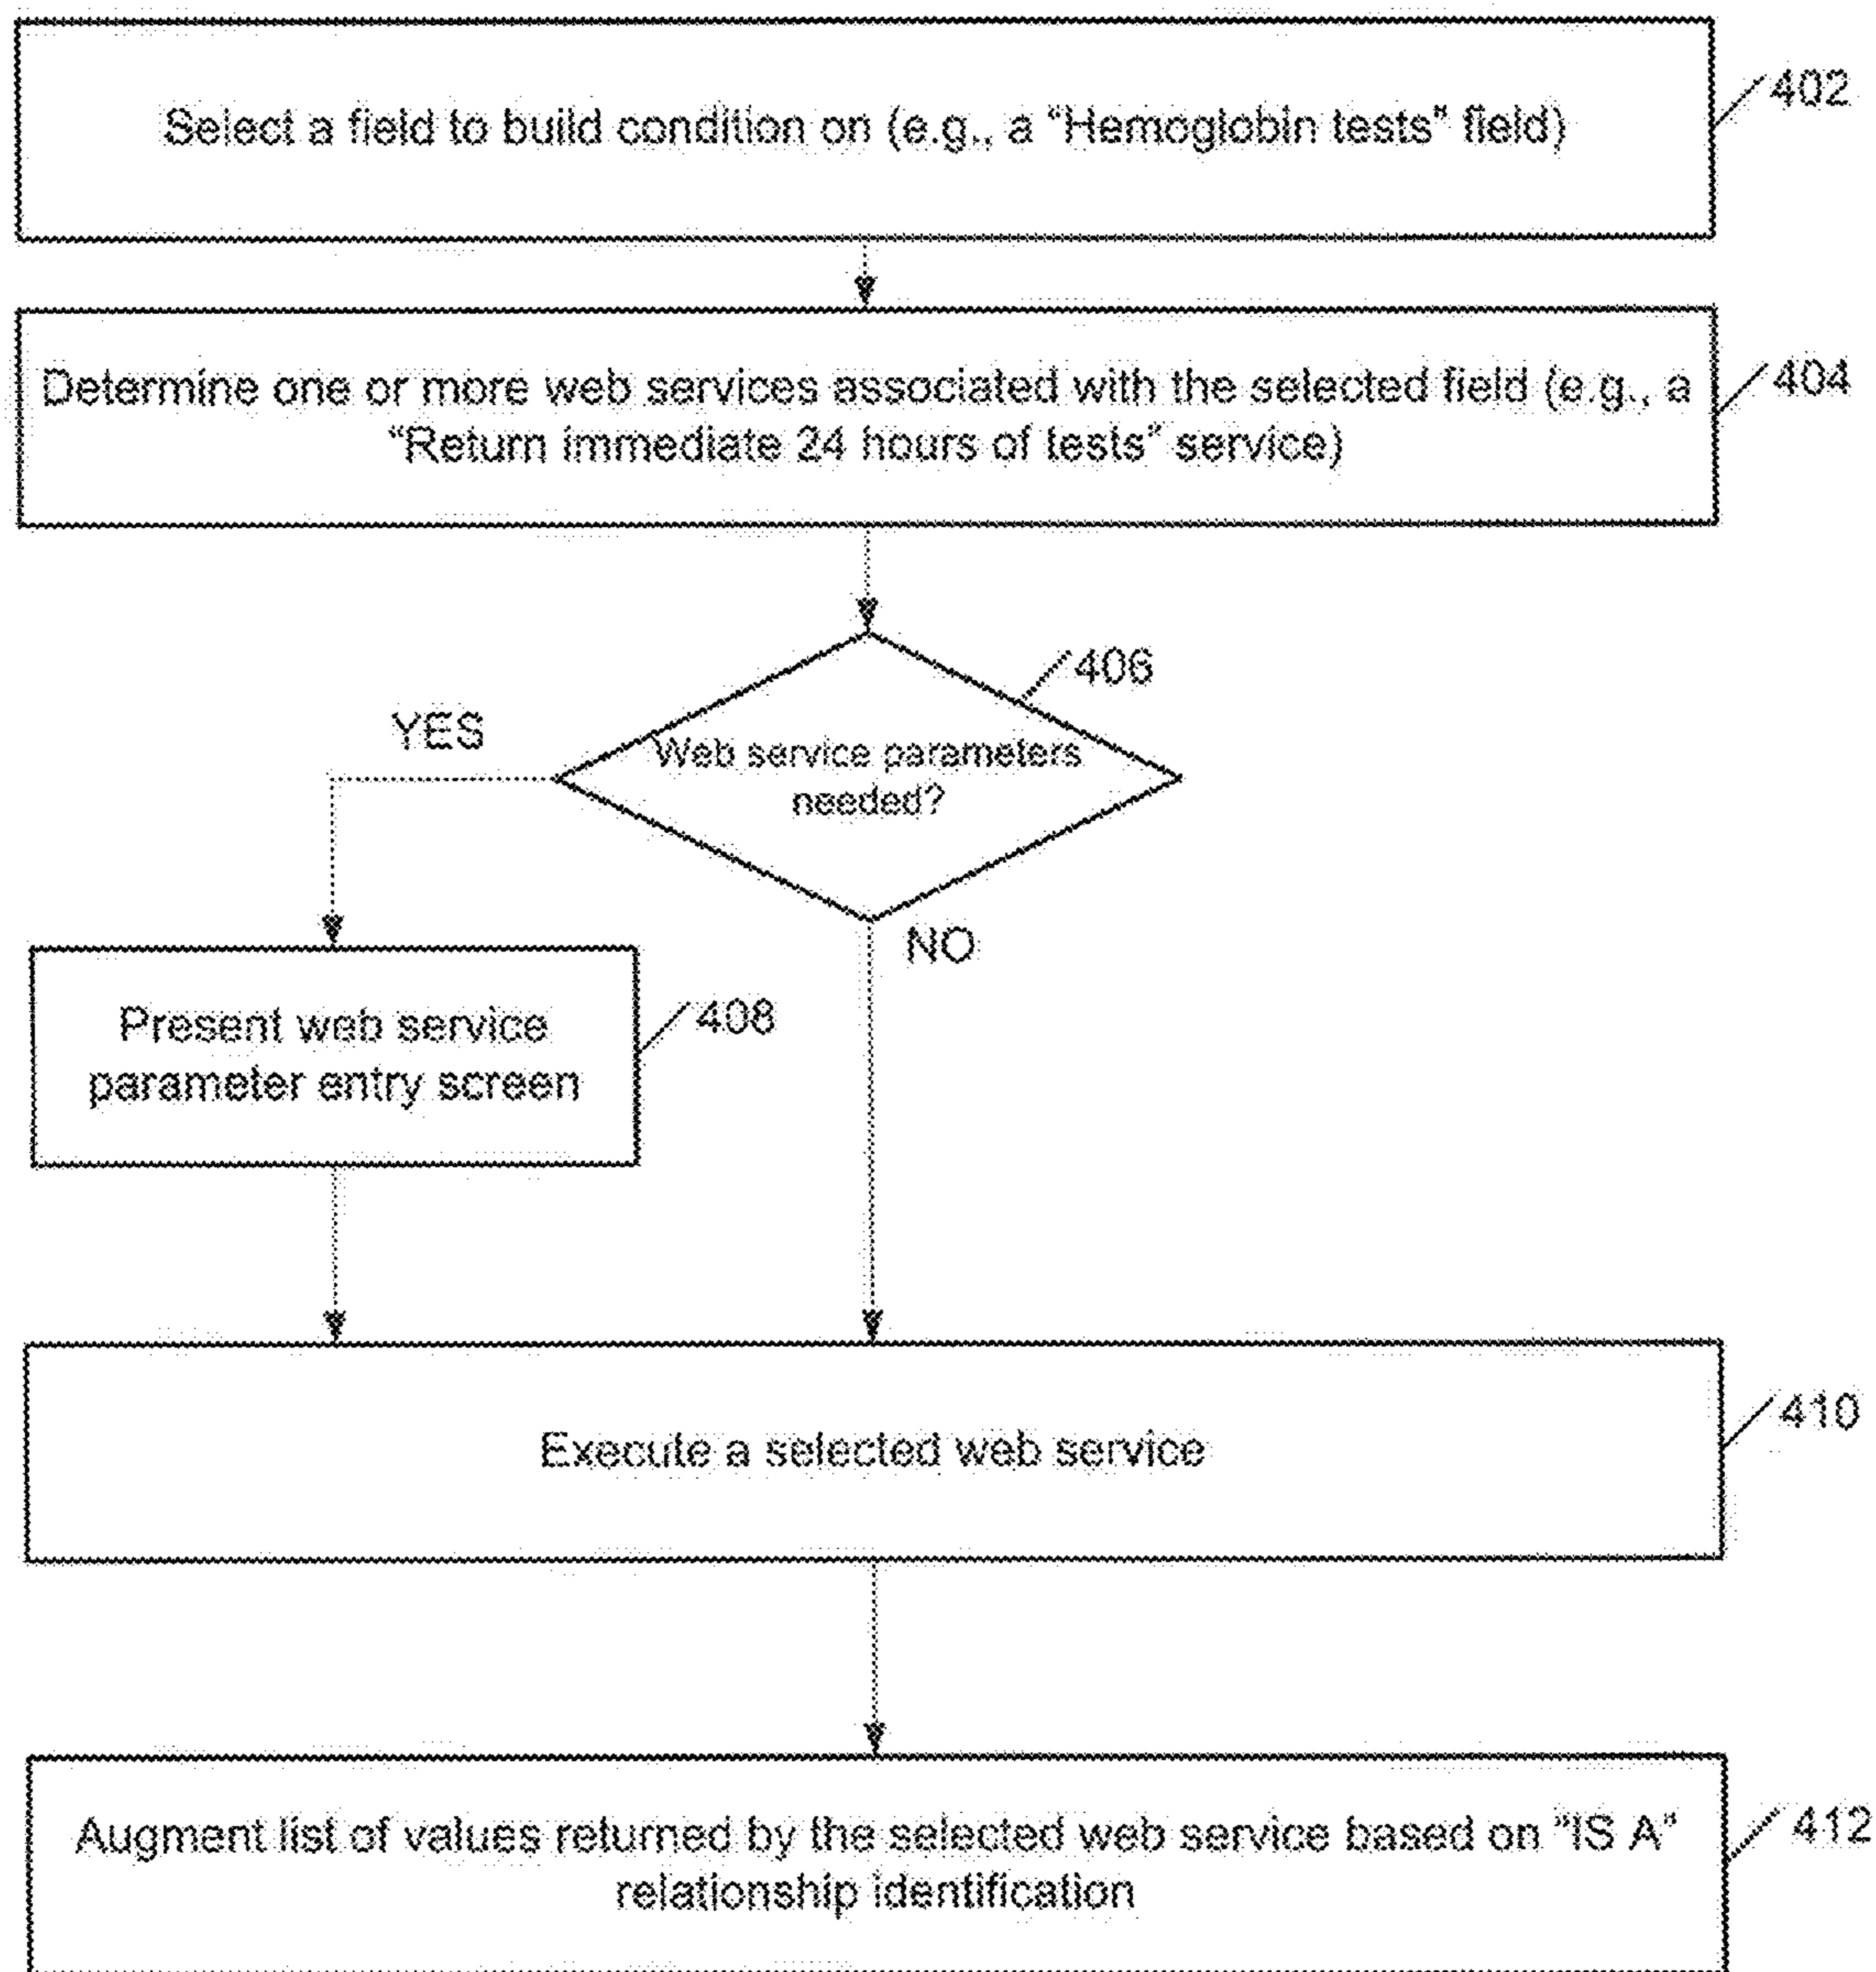 Select a field to build condition on (e.g., a "Hemoglobin tests" field)
402
Determine one or more web services associated with the selected field (e.g., a
"Return immediate 24 hours of tests" service)
404
406
YES
Web service parameters
needed?
NO
Present web service
parameter entry screen
408
Execute a selected web service
410
Augment list of values returned by the selected web service based on "IS A"
relationship identification
412